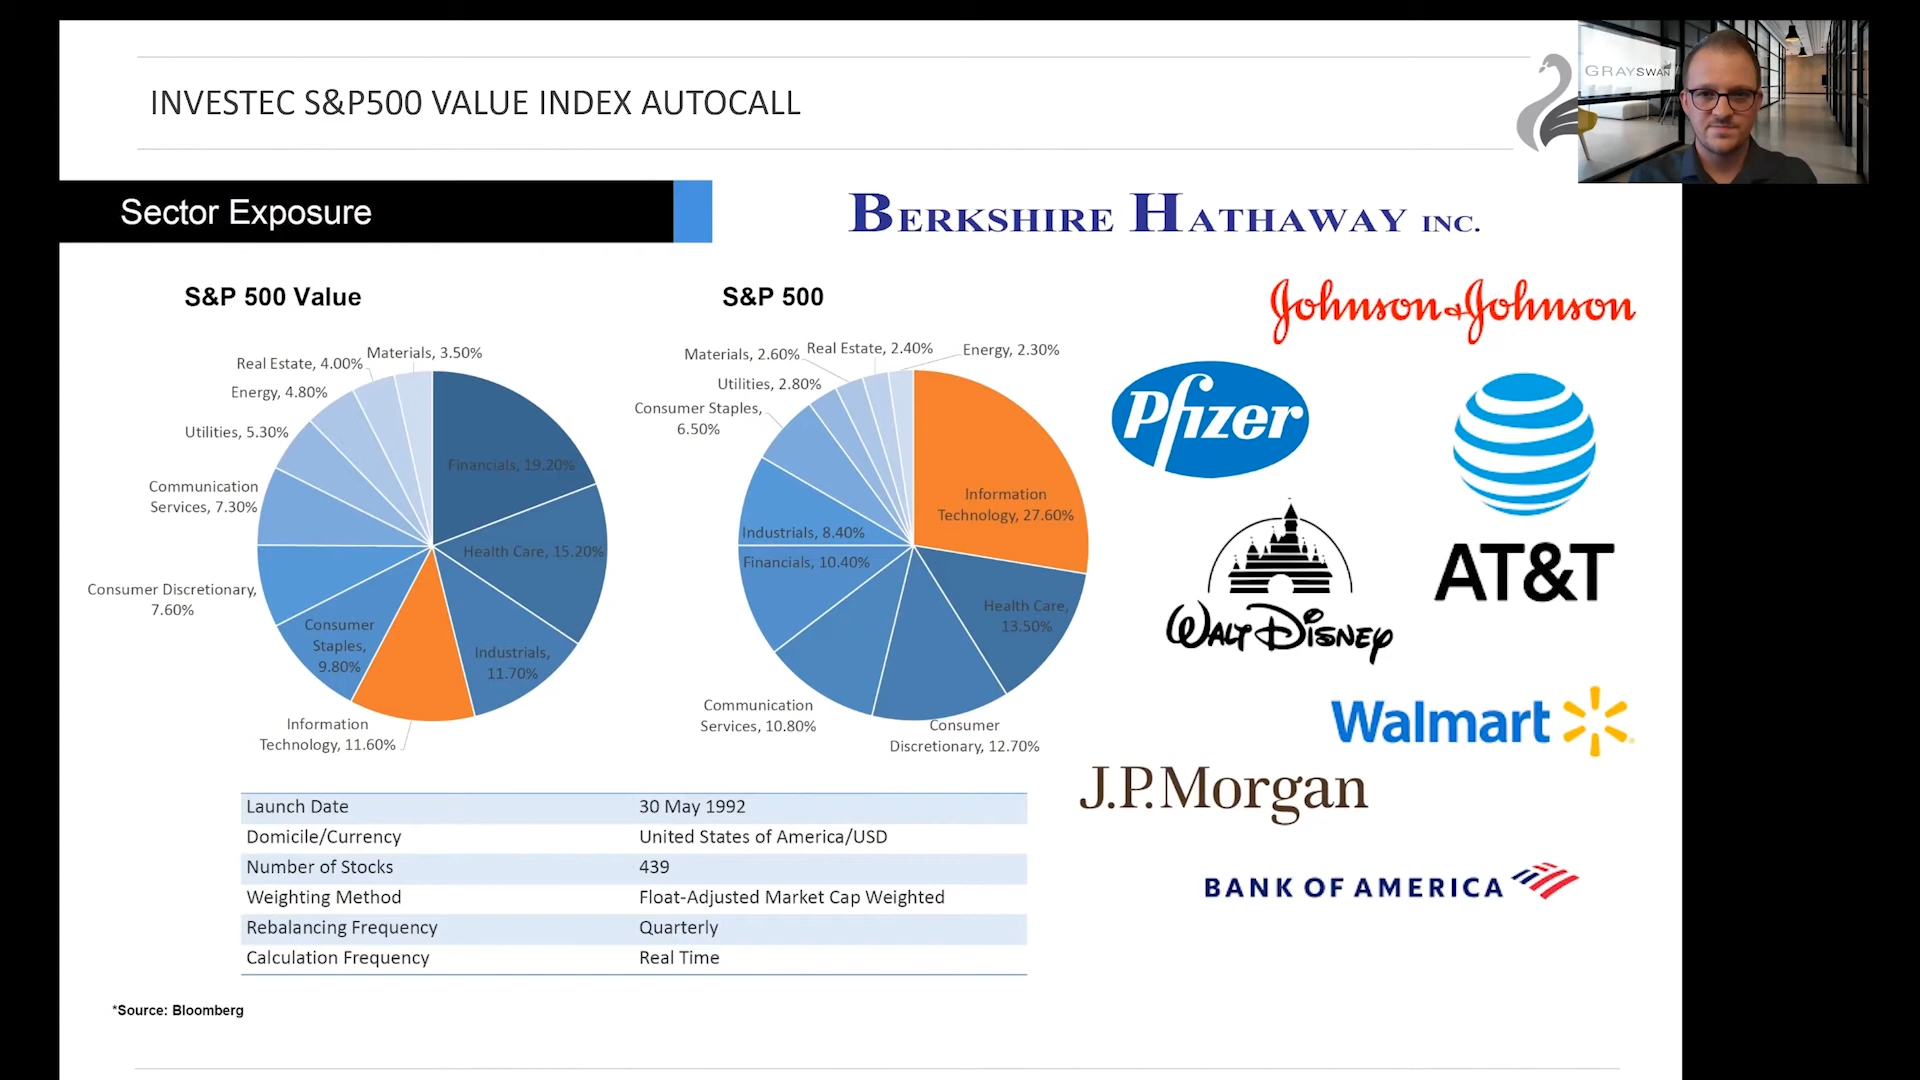 INVESTEC S&P500 VALUE INDEX AUTOCALL
GRAYSWAN
Sector Exposure
BERKSHIRE HATHAWAY INC.
S&P 500 Value
S&P 500
Johnson & Johnson
Materials, 3.50%
Real Estate, 4.00%
Energy, 4.80%
Utilities, 5.30%
Communication
Services, 7.30%
Consumer Discretionary,
7.60%
Consumer
Staples,
9.80%
Information
Technology, 11.60%
Industrials,
11.70%
Health Care, 15.20%
Financials, 19.20%
Materials, 2.60%
Real Estate, 2.40%
Energy, 2.30%
Utilities, 2.80%
Consumer Staples,
6.50%
Industrials, 8.40%
Financials, 10.40%
Communication
Services, 10.80%
Consumer
Discretionary, 12.70%
Health Care,
13.50%
Information
Technology, 27.60%
Pfizer
AT&T
WALT DISNEY
Walmart
J.P.Morgan
BANK OF AMERICA
Launch Date 30 May 1992
Domicile/Currency United States of America/USD
Number of Stocks 439
Weighting Method Float-Adjusted Market Cap Weighted
Rebalancing Frequency Quarterly
Calculation Frequency Real Time
*Source: Bloomberg